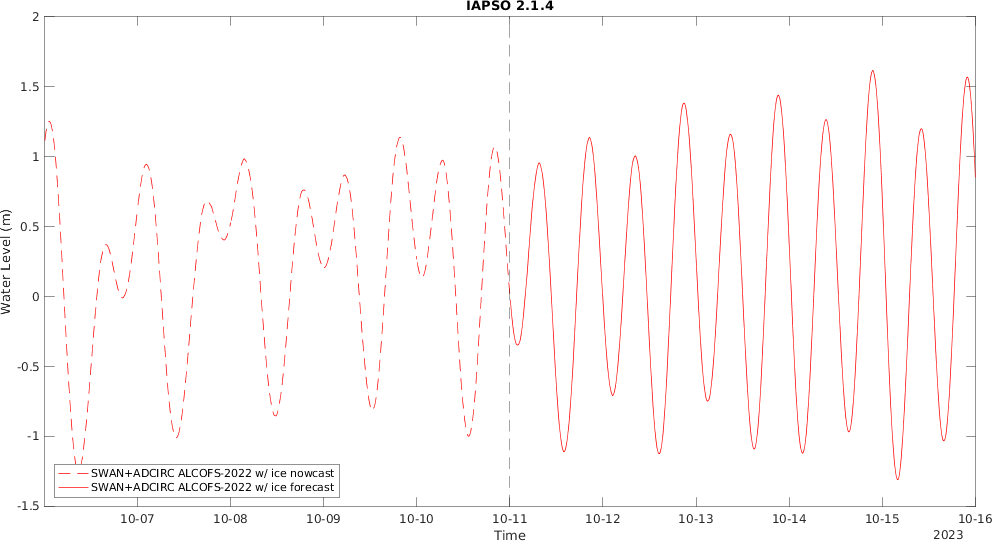 IAPSO 2.1.4
2
1.5
1
0.5
0
-0.5
-1
-1.5
Water Level (m)
SWAN+ADCIRC ALCOFS-2022 w/ ice nowcast
SWAN+ADCIRC ALCOFS-2022 w/ ice forecast
10-07 10-08 10-09 10-10 10-11 10-12 10-13 10-14 10-15 10-16
Time
2023